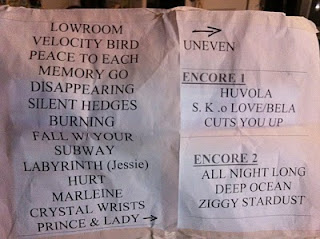 LOWROOM
VELOCITY BIRD
PEACE TO EACH
MEMORY GO
DISAPPEARING
SILENT HEDGES
BURNING
FALL W/ YOUR
SUBWAY
LABYRINTH (Jessie)
HURT
MARLEINE
CRYSTAL WRISTS
PRINCE & LADY →
→
UNEVEN
ENCORE 1
HUVOLA
S. K. .o LOVE/BELA
CUTS YOU UP
ENCORE 2
ALL NIGHT LONG
DEEP OCEAN
ZIGGY STARDUST